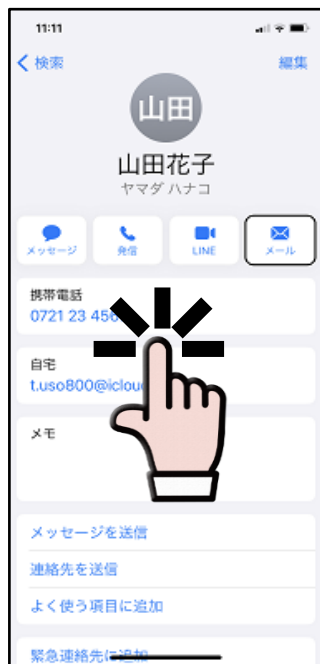 11:11
検索
編集
山田
山田花子
ヤマダ ハナコ
メッセージ
発信
LINE
メール
携帯電話
0721 23 456
自宅
t.uso800@iclou
メモ
メッセージを送信
連絡先を送信
よく使う項目に追加
緊急連絡先に追加